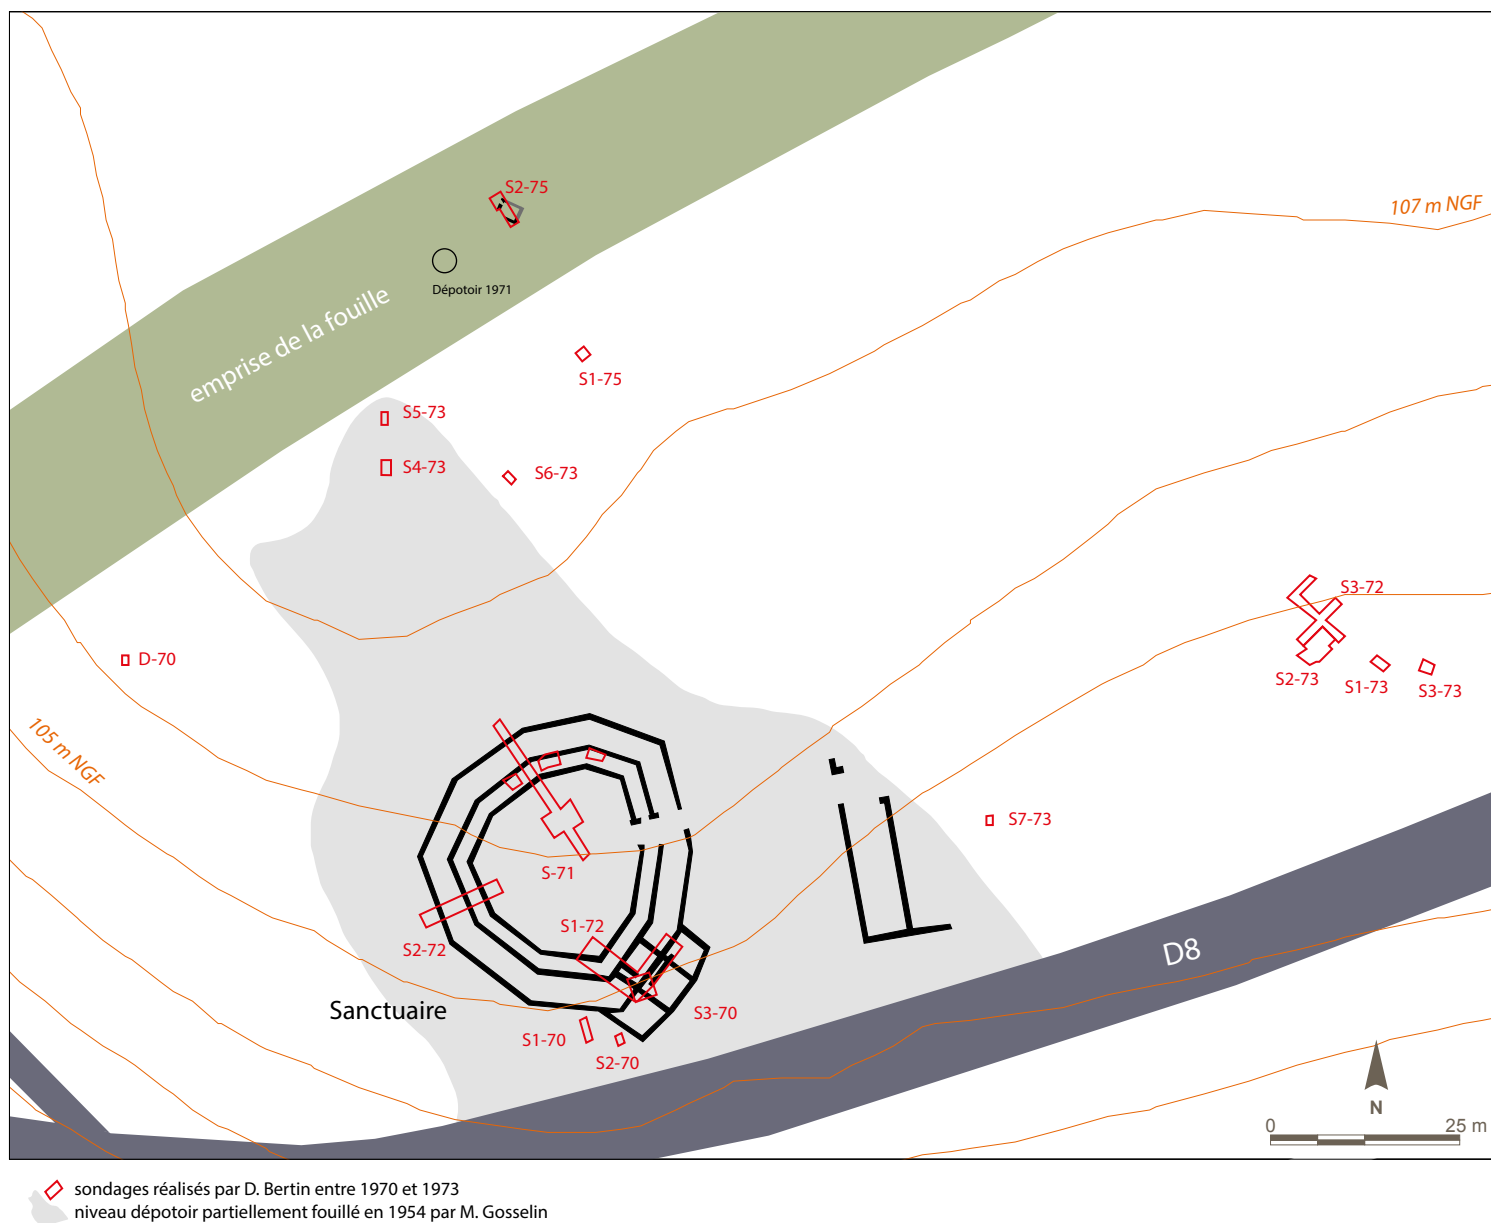 S2-75
107 m NGF
Dépotoir 1971
emprise de la fouille
S1-75
S5-73
S4-73
S6-73
S3-72
D-70
S2-73
S1-73
S3-73
105 m NGF
S7-73
S-71
S1-72
S2-72
D8
Sanctuaire
S3-70
S1-70
S2-70
N
0 25 m
sondages réalisés par D. Bertin entre 1970 et 1973
niveau dépotoir partiellement fouillé en 1954 par M. Gosselin